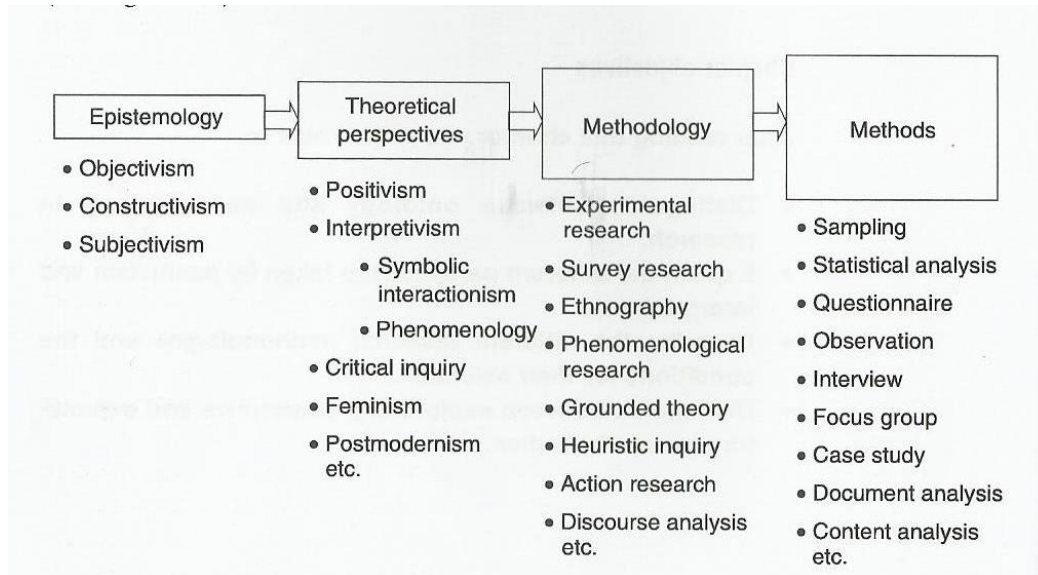 Epistemology
• Objectivism
• Constructivism
• Subjectivism
Theoretical
perspectives
• Positivism
• Interpretivism
• Symbolic
interactionism
• Phenomenology
• Critical inquiry
• Feminism
• Postmodernism
etc.
Methodology
• Experimental
research
• Survey research
• Ethnography
• Phenomenological
research
• Grounded theory
• Heuristic inquiry
• Action research
• Discourse analysis
etc.
Methods
• Sampling
• Statistical analysis
• Questionnaire
• Observation
• Interview
• Focus group
• Case study
• Document analysis
• Content analysis
etc.